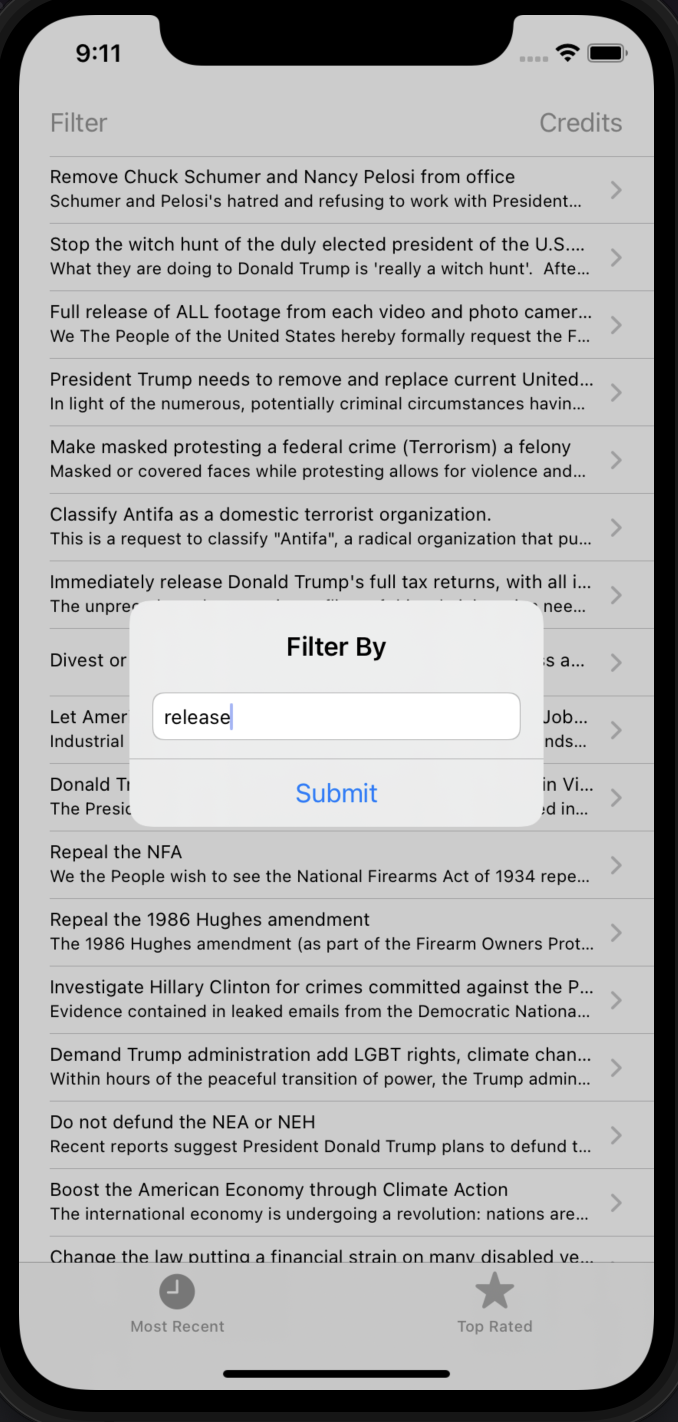 9:11
Filter Credits
Remove Chuck Schumer and Nancy Pelosi from office
Schumer and Pelosi's hatred and refusing to work with President...
Stop the witch hunt of the duly elected president of the U.S....
What they are doing to Donald Trump is 'really a witch hunt'.  Afte...
Full release of ALL footage from each video and photo camer...
We The People of the United States hereby formally request the F...
President Trump needs to remove and replace current United...
In light of the numerous, potentially criminal circumstances havin...
Make masked protesting a federal crime (Terrorism) a felony
Masked or covered faces while protesting allows for violence and...
Classify Antifa as a domestic terrorist organization.
This is a request to classify "Antifa", a radical organization that pu...
Immediately release Donald Trump's full tax returns, with all i...
The nee...
Filter By
Divest or a...
release
Let Job...
Industrial
Submit
Donald in Vi...
The in...
Repeal the NFA
We the People wish to see the National Firearms Act of 1934 repe...
Repeal the 1986 Hughes amendment
The 1986 Hughes amendment (as part of the Firearm Owners Prot...
Investigate Hillary Clinton for crimes committed against the P...
Evidence contained in leaked emails from the Democratic Nationa...
Demand Trump administration add LGBT rights, climate chan...
Within hours of the peaceful transition of power, the Trump admin...
Do not defund the NEA or NEH
Recent reports suggest President Donald Trump plans to defund t...
Boost the American Economy through Climate Action
The international economy is undergoing a revolution: nations are...
Change the law putting a financial strain on many disabled ve...
Most Recent Top Rated